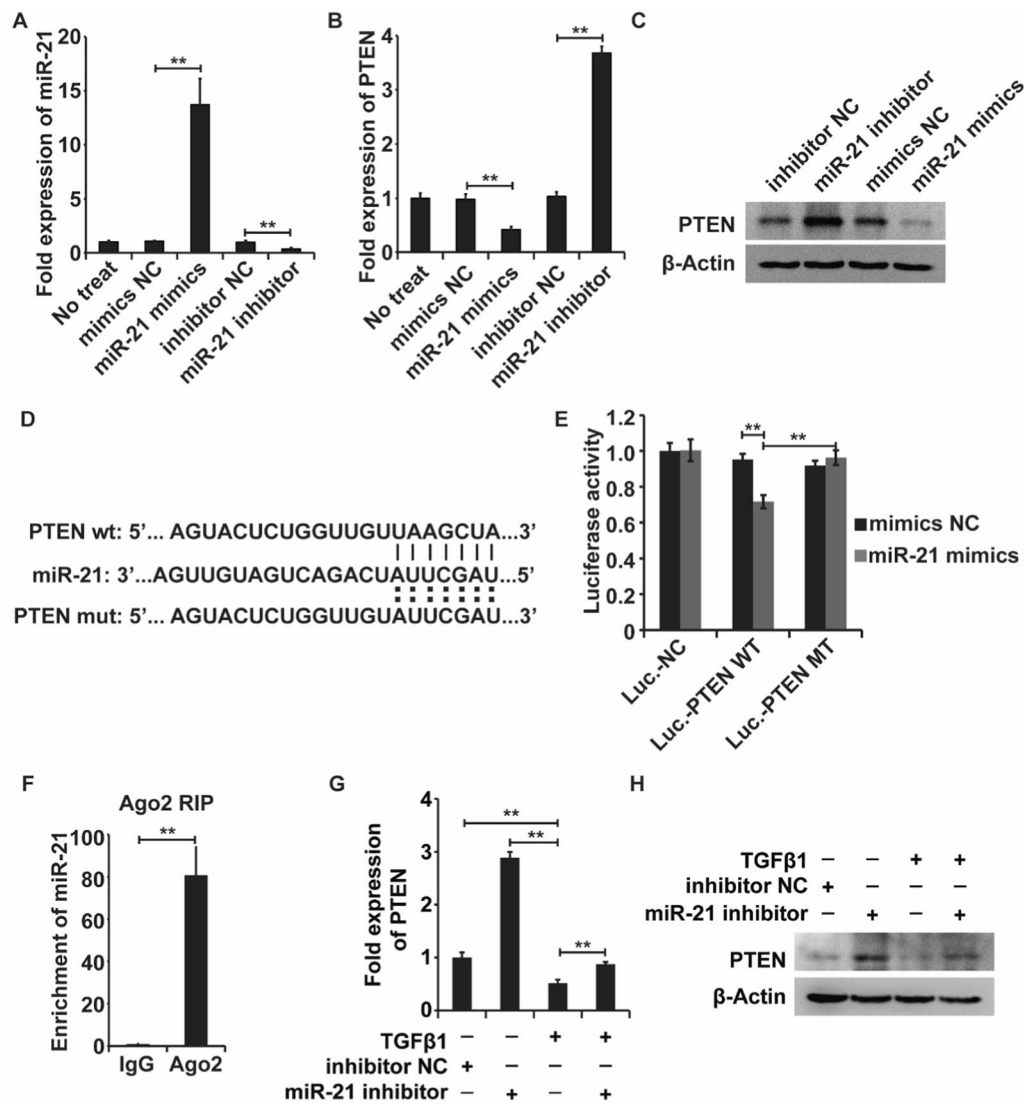 A
Fold expression of miR-21
20
15
10
5
0
**
**
No treat
mimics NC
miR-21 mimics
inhibitor NC
miR-21 inhibitor
B
Fold expression of PTEN
4
3
2
1
0
**
**
No treat
mimics NC
miR-21 mimics
inhibitor NC
miR-21 inhibitor
C
inhibitor NC
miR-21 inhibitor
mimics NC
miR-21 mimics
PTEN
β-Actin
D
PTEN wt: 5’... AGUACUCUGGUUGUUAAGCUA...3’
miR-21: 3’...AGUUGUAGUCAGACUAUUCGAU...5’
PTEN mut: 5’... AGUACUCUGGUUGUAUUCGAU...3’
E
Luciferase activity
1.2
1.0
0.8
0.6
0.4
0.2
0
**
**
mimics NC
miR-21 mimics
Luc.-NC
Luc.-PTEN WT
Luc.-PTEN MT
F
Ago2 RIP
Enrichment of miR-21
100
80
60
40
20
0
**
IgG Ago2
G
Fold expression
of PTEN
4
3
2
1
0
**
**
**
TGFβ1 – – + +
inhibitor NC + – – –
miR-21 inhibitor – + – +
H
TGFβ1 – – + +
inhibitor NC + – – –
miR-21 inhibitor – + – +
PTEN
β-Actin